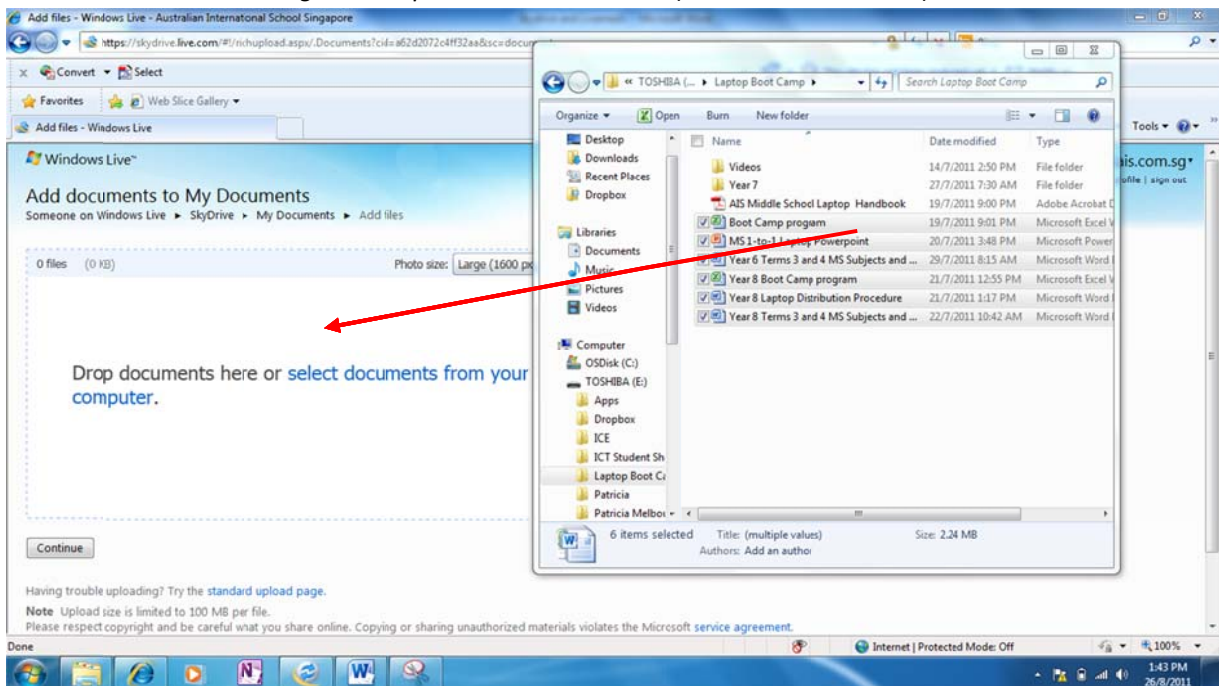 Add files - Windows Live - Australian International School Singapore
https://skydrive.live.com/#!/richupload.aspx/.Documents?cid=a62d2072c4ff32aa&sc=docum
x Convert Select
Favorites Web Slice Gallery
Add files - Windows Live
Tools
Windows Live
ais.com.sg
profile | sign out
Add documents to My Documents
Someone on Windows Live ► SkyDrive ► My Documents ► Add files
0 files (0 KB) Photo size: Large (1600 px
Drop documents here or select documents from your
computer.
Continue
Having trouble uploading? Try the standard upload page.
Note Upload size is limited to 100 MB per file.
Please respect copyright and be careful what you share online. Copying or sharing unauthorized materials violates the Microsoft service agreement.
« TOSHIBA (... ► Laptop Boot Camp ► Search Laptop Boot Camp
Organize Open Burn New folder
Desktop
Downloads
Recent Places
Dropbox
Libraries
Documents
Music
Pictures
Videos
Computer
OSDisk (C:)
TOSHIBA (E:)
Apps
Dropbox
ICE
ICT Student Sh
Laptop Boot Ca
Patricia
Patricia Melbou
Name Date modified Type
Videos 14/7/2011 2:50 PM File folder
Year 7 27/7/2011 7:30 AM File folder
AIS Middle School Laptop Handbook 19/7/2011 9:00 PM Adobe Acrobat D
Boot Camp program 19/7/2011 9:01 PM Microsoft Excel W
MS 1-to-1 Laptop Powerpoint 20/7/2011 3:48 PM Microsoft Power
Year 6 Terms 3 and 4 MS Subjects and ... 29/7/2011 8:15 AM Microsoft Word
Year 8 Boot Camp program 21/7/2011 12:55 PM Microsoft Excel W
Year 8 Laptop Distribution Procedure 21/7/2011 1:17 PM Microsoft Word
Year 8 Terms 3 and 4 MS Subjects and ... 22/7/2011 10:42 AM Microsoft Word
6 items selected Title: (multiple values) Size: 2.24 MB
Authors: Add an author
Done Internet | Protected Mode: Off 100%
1:43 PM
26/8/2011